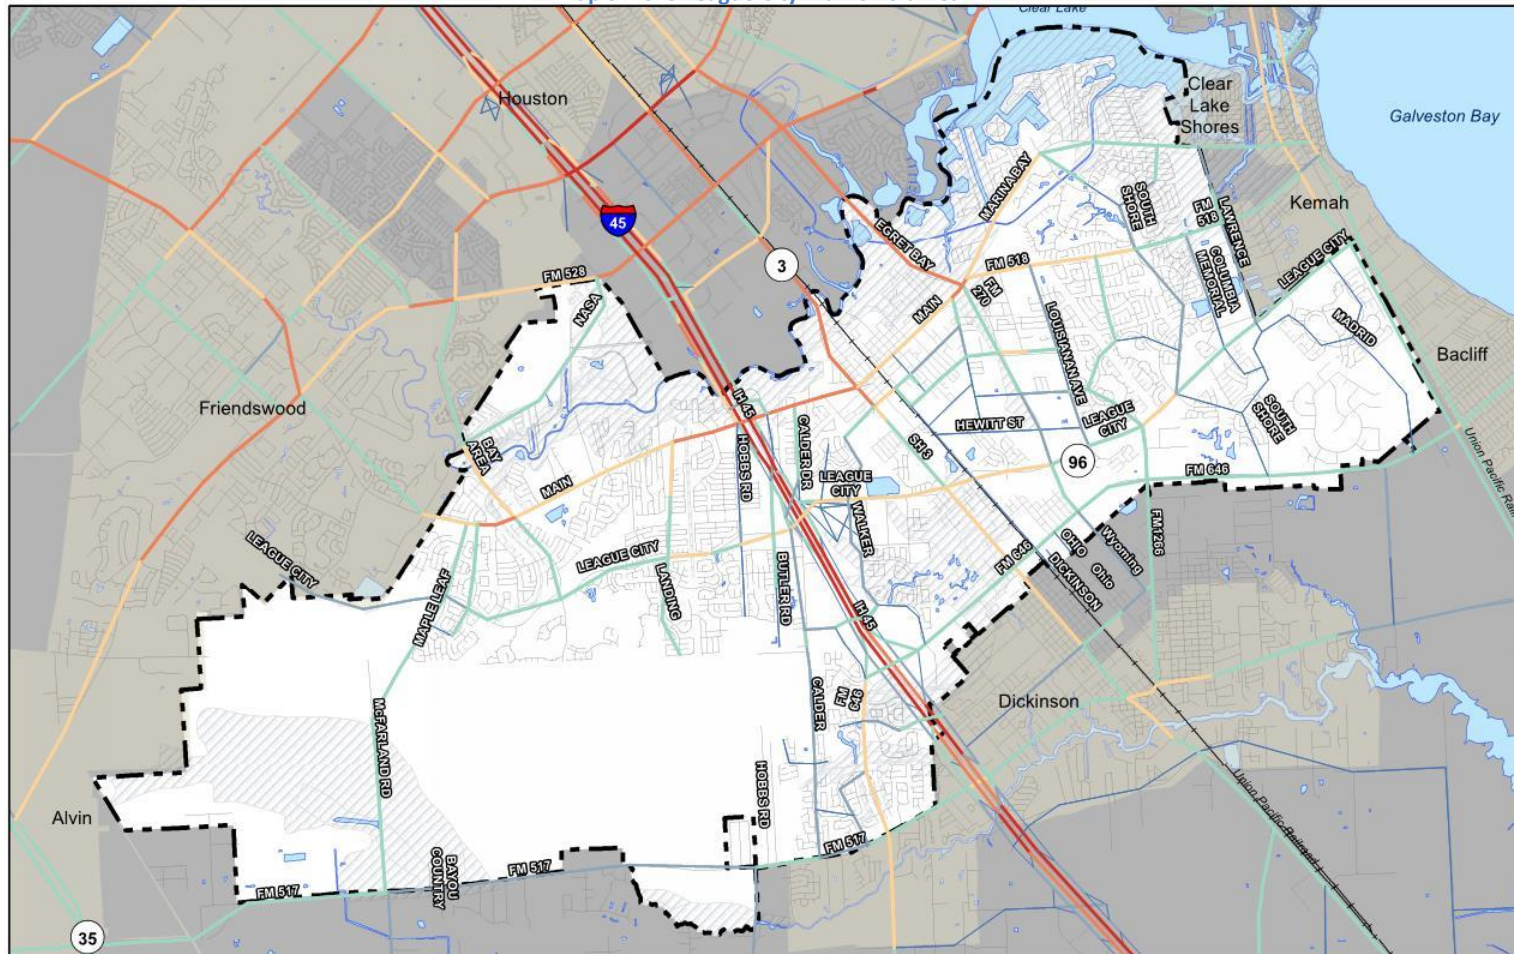 Clear Lake
Houston
Clear
Lake
Shores
Galveston Bay
45
3
MARINA BAY
SOUTH
SHORE
FM
518
LAWRENCE
Kemah
EGRET BAY
FM 518
COLUMBIA
MEMORIAL
LEAGUE CITY
FM 528
NASA
FM
270
MAIN
LOUISIANAN AVE
MADRID
Bacliff
Friendswood
IH 45
HEWITT ST
LEAGUE
CITY
SOUTH
SHORE
BAY
AREA
HOBBS RD
CALDER DR
SH 3
96
FM 646
MAIN
LEAGUE
CITY
WALKER
FM1266
LEAGUE CITY
LEAGUE CITY
LANDING
BUTLER RD
FM 646
OHIO
Ohio
Wyoming
DICKINSON
MAPLE LEAF
IH 45
Dickinson
CALDER
FM
646
McFARLAND RD
HOBBS RD
Alvin
FM 517
FM 517
FM 517
BAYOU
COUNTRY
Union Pacific Railroad
35